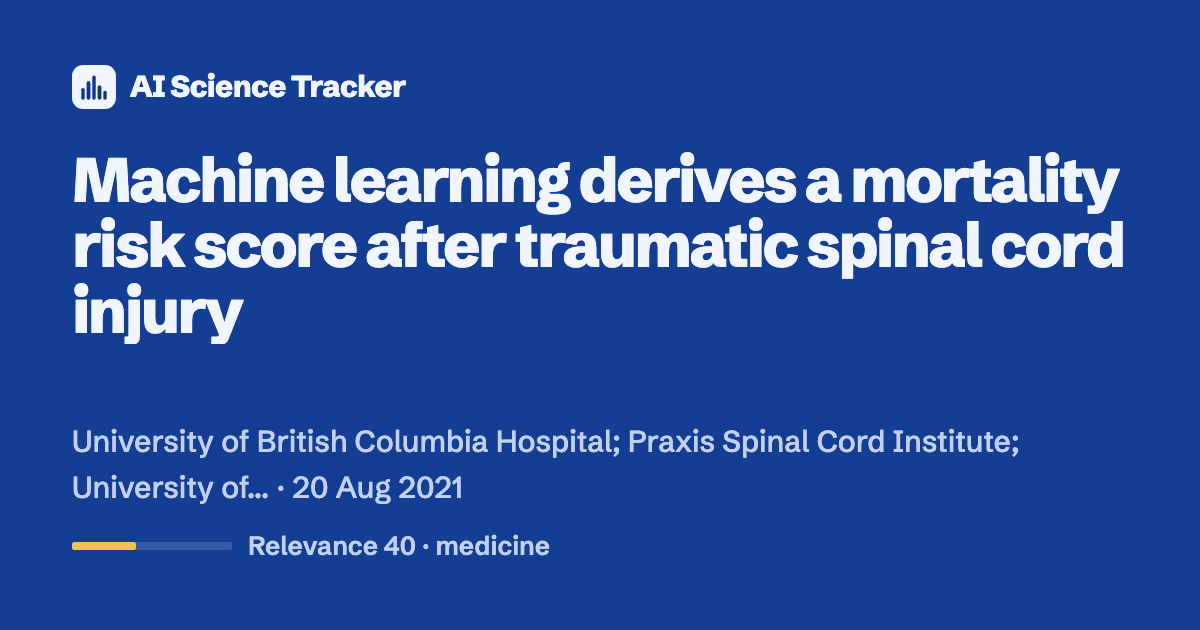 AI Science Tracker
Machine learning derives a mortality
risk score after traumatic spinal cord
injury
University of British Columbia Hospital; Praxis Spinal Cord Institute;
University of... · 20 Aug 2021
Relevance 40 · medicine